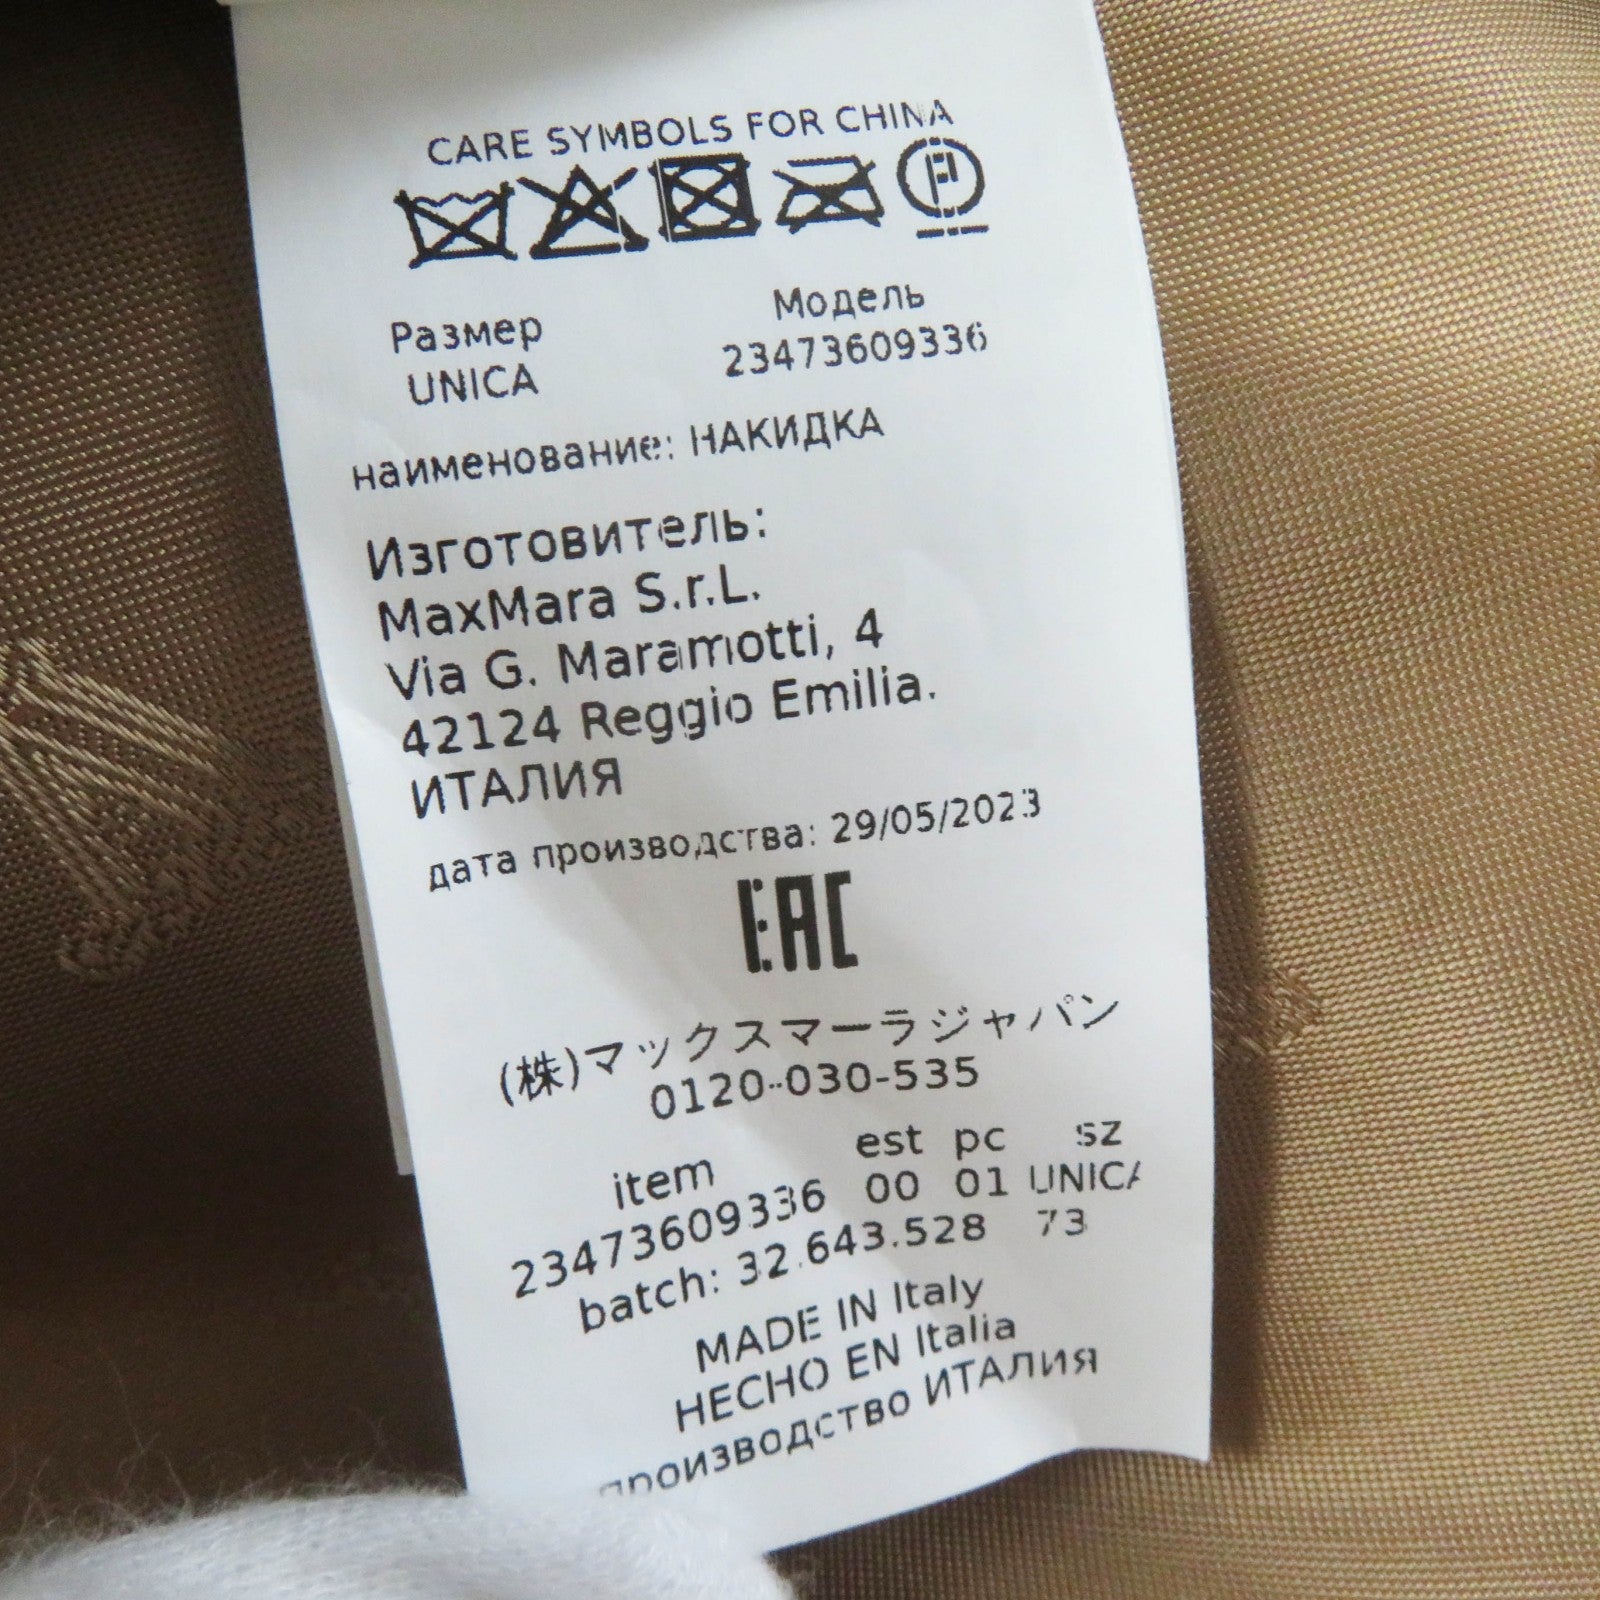 CARE SYMBOLS FOR CHINA
P
Размер Модель
UNICA 23473609336
наименование: НАКИДКА
Изготовитель:
MaxMara S.r.L.
Via G. Maramotti, 4
42124 Reggio Emilia.
ИТАЛИЯ
дата производства: 29/05/2023
EAC
(株)マックスマーラジャパン
0120-030-535
item est pc sz
23473609336 00 01 UNICA
batch: 32.643.528 73
MADE IN Italy
HECHO EN Italia
производство ИТАЛИЯ